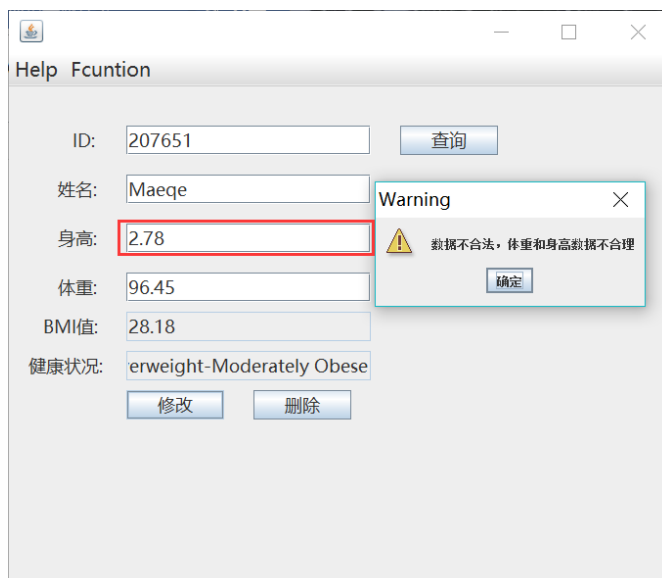 Help Fcuntion
ID: 207651 查询
姓名: Maeqe
Warning
身高: 2.78
数据不合法，体重和身高数据不合理
确定
体重: 96.45
BMI值: 28.18
健康状况: erweight-Moderately Obese
修改 删除